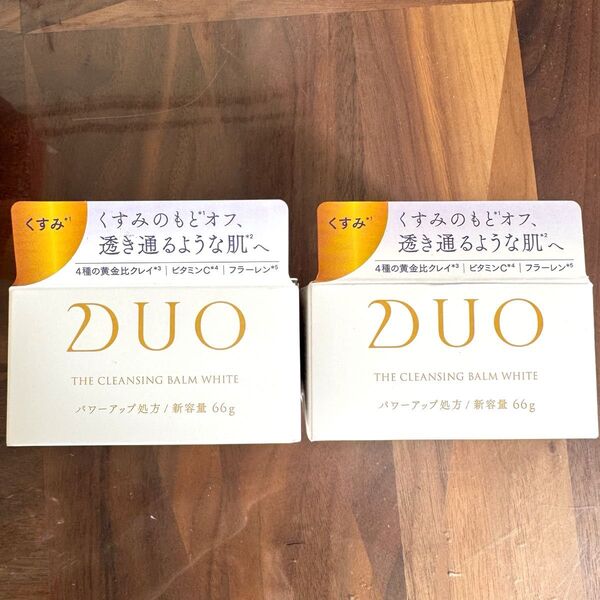 くすみ*1
くすみのもと*1オフ、
透き通るような肌*2へ
4種の黄金比クレイ*3 | ビタミンC*4 | フラーレン*5
DUO
THE CLEANSING BALM WHITE
パワーアップ処方 / 新容量 66g
くすみ*1
くすみのもと*1オフ、
透き通るような肌*2へ
4種の黄金比クレイ*3 | ビタミンC*4 | フラーレン*5
DUO
THE CLEANSING BALM WHITE
パワーアップ処方 / 新容量 66g